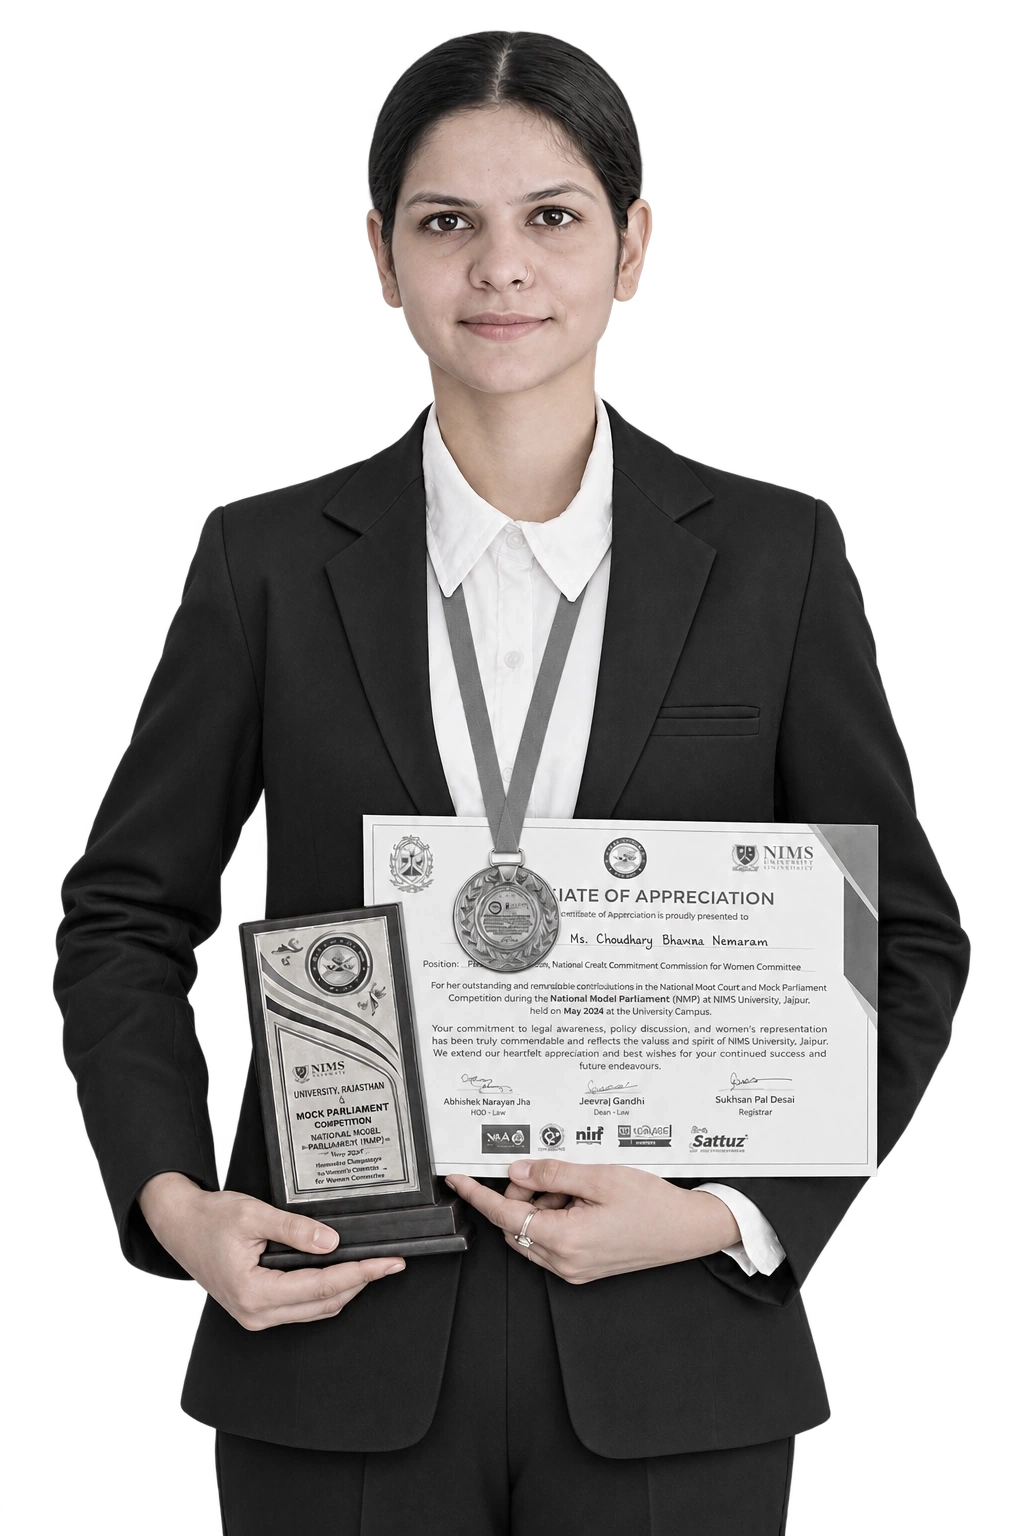 NIMS
UNIVERSITY
CIATE OF APPRECIATION
Certificate of Appreciation is proudly presented to
Ms. Choudhary Bhawna Nemaram
Position:
National Creats Commitment Commission for Women Committee
For her outstanding and remarkable contributions in the National Moot Court and Mock Parliament
Competition during the National Model Parliament (NMP) at NIMS University, Jaipur.
held on May 2024 at the University Campus.
Your commitment to legal awareness, policy discussion, and women's representation
has been truly commendable and reflects the values and spirit of NIMS University, Jaipur.
We extend our heartfelt appreciation and best wishes for your continued success and
future endeavours.
Abhishek Narayan Jha
HOD - Law
Jeevraj Gandhi
Dean - Law
Sukhsan Pal Desai
Registrar
nirf
Sattuz
NIMS
UNIVERSITY, RAJASTHAN
&
MOCK PARLIAMENT
COMPETITION
NATIONAL MODEL
PARLIAMENT (NMP)
for Women Committee